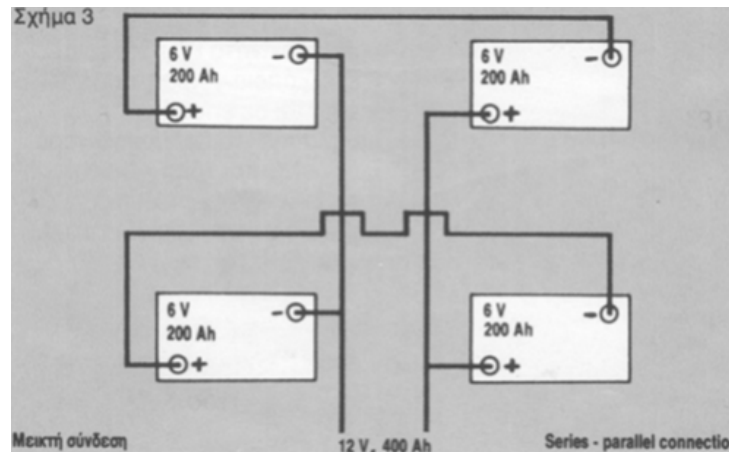 Σχήμα 3
6 V
200 Ah
-
+
6 V
200 Ah
-
+
6 V
200 Ah
-
+
6 V
200 Ah
-
+
Μεικτή σύνδεση
12 V, 400 Ah
Series - parallel connectio